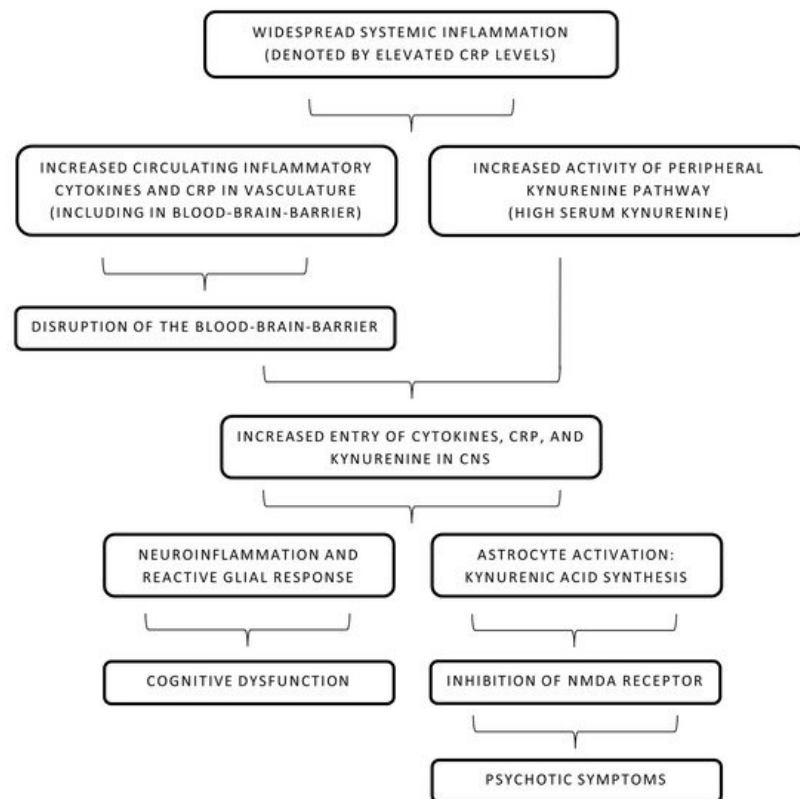 WIDESPREAD SYSTEMIC INFLAMMATION
(DENOTED BY ELEVATED CRP LEVELS)
INCREASED CIRCULATING INFLAMMATORY
CYTOKINES AND CRP IN VASCULATURE
(INCLUDING IN BLOOD-BRAIN-BARRIER)
INCREASED ACTIVITY OF PERIPHERAL
KYNURENINE PATHWAY
(HIGH SERUM KYNURENINE)
DISRUPTION OF THE BLOOD-BRAIN-BARRIER
INCREASED ENTRY OF CYTOKINES, CRP, AND
KYNURENINE IN CNS
NEUROINFLAMMATION AND
REACTIVE GLIAL RESPONSE
ASTROCYTE ACTIVATION:
KYNURENIC ACID SYNTHESIS
COGNITIVE DYSFUNCTION
INHIBITION OF NMDA RECEPTOR
PSYCHOTIC SYMPTOMS